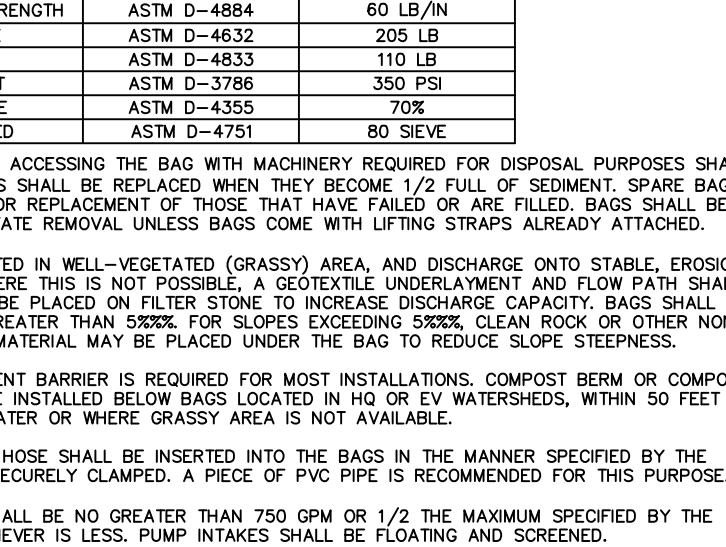 RENGTH ASTM D-4884 60 LB/IN
E ASTM D-4632 205 LB
ASTM D-4833 110 LB
T ASTM D-3786 350 PSI
E ASTM D-4355 70%
ED ASTM D-4751 80 SIEVE
ACCESSING THE BAG WITH MACHINERY REQUIRED FOR DISPOSAL PURPOSES SHA
S SHALL BE REPLACED WHEN THEY BECOME 1/2 FULL OF SEDIMENT. SPARE BAG
OR REPLACEMENT OF THOSE THAT HAVE FAILED OR ARE FILLED. BAGS SHALL BE
TATE REMOVAL UNLESS BAGS COME WITH LIFTING STRAPS ALREADY ATTACHED.
TED IN WELL-VEGETATED (GRASSY) AREA, AND DISCHARGE ONTO STABLE, EROSIO
ERE THIS IS NOT POSSIBLE, A GEOTEXTILE UNDERLAYMENT AND FLOW PATH SHAL
BE PLACED ON FILTER STONE TO INCREASE DISCHARGE CAPACITY. BAGS SHALL
REATER THAN 5%%%. FOR SLOPES EXCEEDING 5%%%, CLEAN ROCK OR OTHER NON
MATERIAL MAY BE PLACED UNDER THE BAG TO REDUCE SLOPE STEEPNESS.
ENT BARRIER IS REQUIRED FOR MOST INSTALLATIONS. COMPOST BERM OR COMPO
E INSTALLED BELOW BAGS LOCATED IN HQ OR EV WATERSHEDS, WITHIN 50 FEET
ATER OR WHERE GRASSY AREA IS NOT AVAILABLE.
HOSE SHALL BE INSERTED INTO THE BAGS IN THE MANNER SPECIFIED BY THE
SECURELY CLAMPED. A PIECE OF PVC PIPE IS RECOMMENDED FOR THIS PURPOSE.
ALL BE NO GREATER THAN 750 GPM OR 1/2 THE MAXIMUM SPECIFIED BY THE
IEVER IS LESS. PUMP INTAKES SHALL BE FLOATING AND SCREENED.